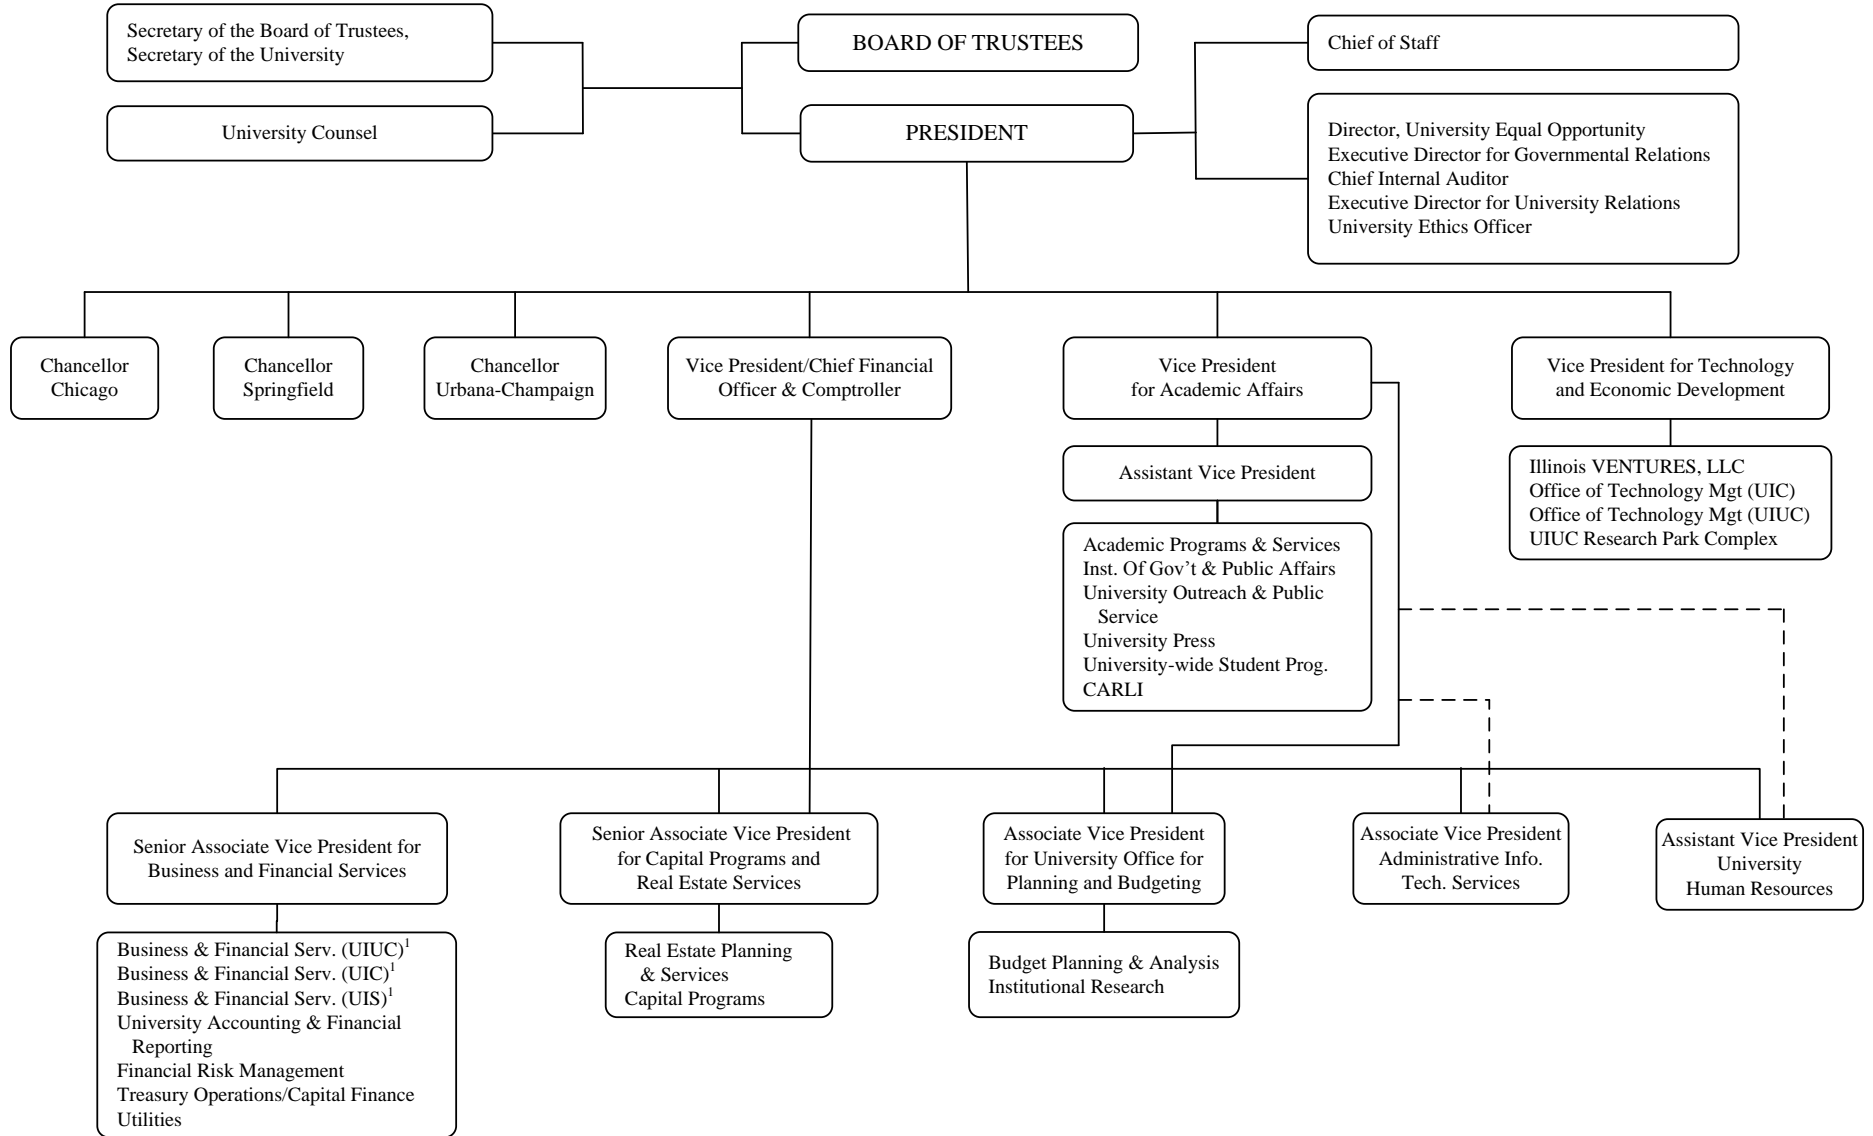 Secretary of the Board of Trustees,
Secretary of the University
BOARD OF TRUSTEES
Chief of Staff
University Counsel
PRESIDENT
Director, University Equal Opportunity
Executive Director for Governmental Relations
Chief Internal Auditor
Executive Director for University Relations
University Ethics Officer
Chancellor
Chicago
Chancellor
Springfield
Chancellor
Urbana-Champaign
Vice President/Chief Financial
Officer & Comptroller
Vice President
for Academic Affairs
Vice President for Technology
and Economic Development
Assistant Vice President
Illinois VENTURES, LLC
Office of Technology Mgt (UIC)
Office of Technology Mgt (UIUC)
UIUC Research Park Complex
Academic Programs & Services
Inst. Of Gov’t & Public Affairs
University Outreach & Public
Service
University Press
University-wide Student Prog.
CARLI
Senior Associate Vice President for
Business and Financial Services
Senior Associate Vice President
for Capital Programs and
Real Estate Services
Associate Vice President
for University Office for
Planning and Budgeting
Associate Vice President
Administrative Info.
Tech. Services
Assistant Vice President
University
Human Resources
Business & Financial Serv. (UIUC)¹
Business & Financial Serv. (UIC)¹
Business & Financial Serv. (UIS)¹
University Accounting & Financial
Reporting
Financial Risk Management
Treasury Operations/Capital Finance
Utilities
Real Estate Planning
& Services
Capital Programs
Budget Planning & Analysis
Institutional Research